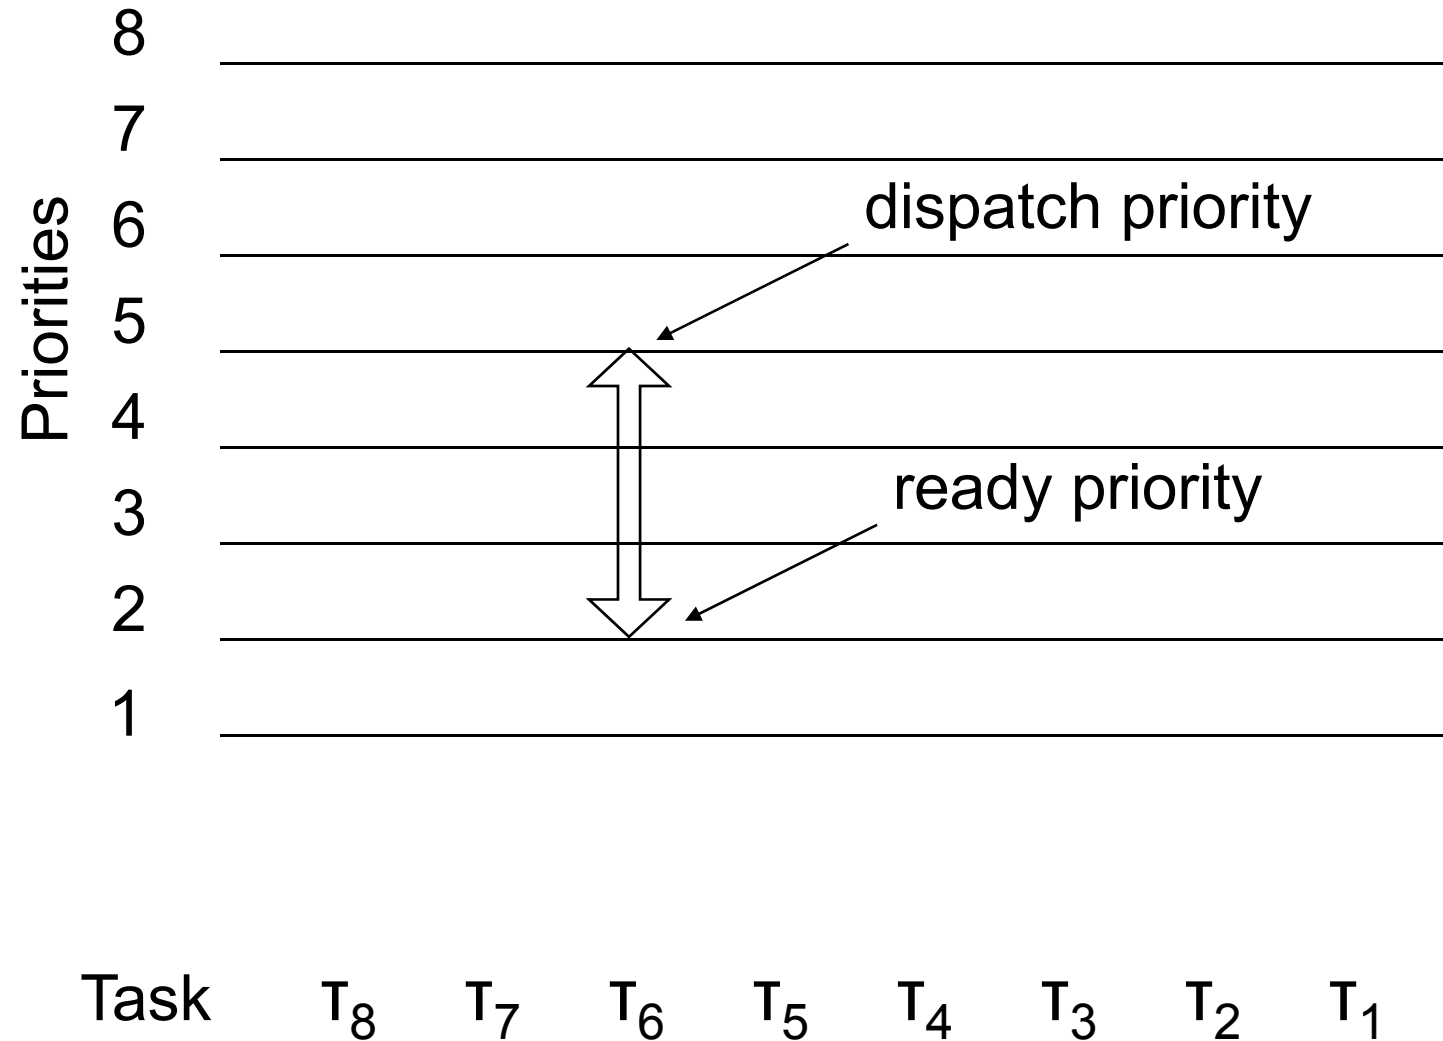 8
7
dispatch priority
6
Priorities
5
4
ready priority
3
2
1
Task τ₈ τ₇ τ₆ τ₅ τ₄ τ₃ τ₂ τ₁